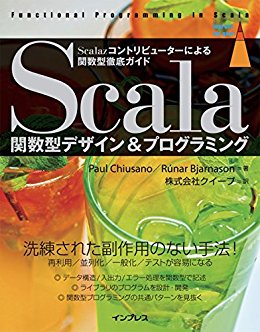 Functional Programming in Scala
Scalazコントリビューターによる
関数型徹底ガイド
Scala
関数型デザイン&プログラミング
Paul Chiusano/Rúnar Bjarnason=著
株式会社クイープ=訳
洗練された副作用のない手法!
再利用/並列化/一般化/テストが容易になる
データ構造/入出力/エラー処理を関数型で記述
ライブラリのプログラムを設計・開発
関数型プログラミングの共通パターンを見抜く
インプレス